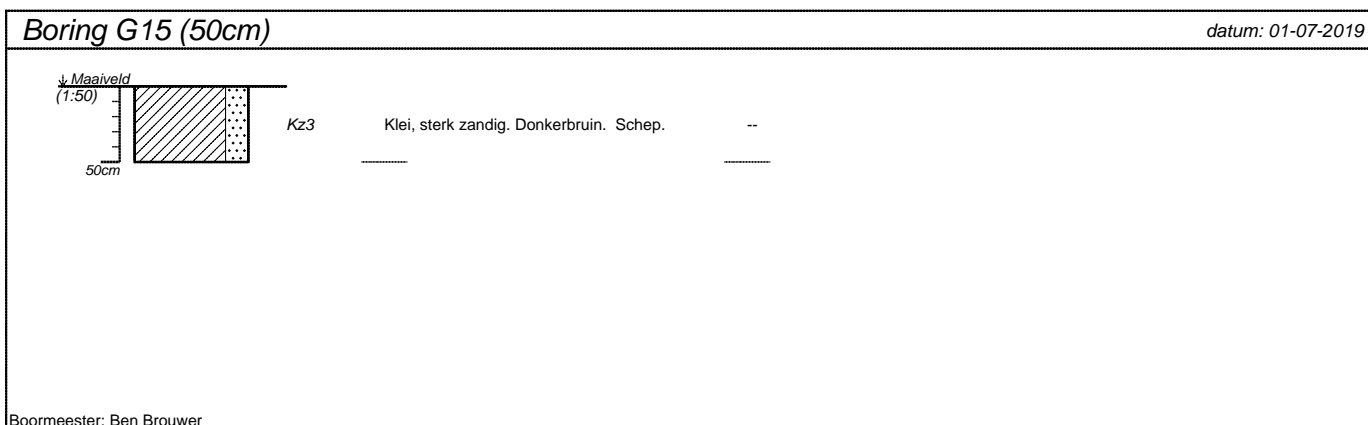 Boring G15 (50cm)
datum: 01-07-2019
Maaiveld
(1:50)
Kz3 Klei, sterk zandig. Donkerbruin. Schep. --
50cm
Boormeester: Ben Brouwer